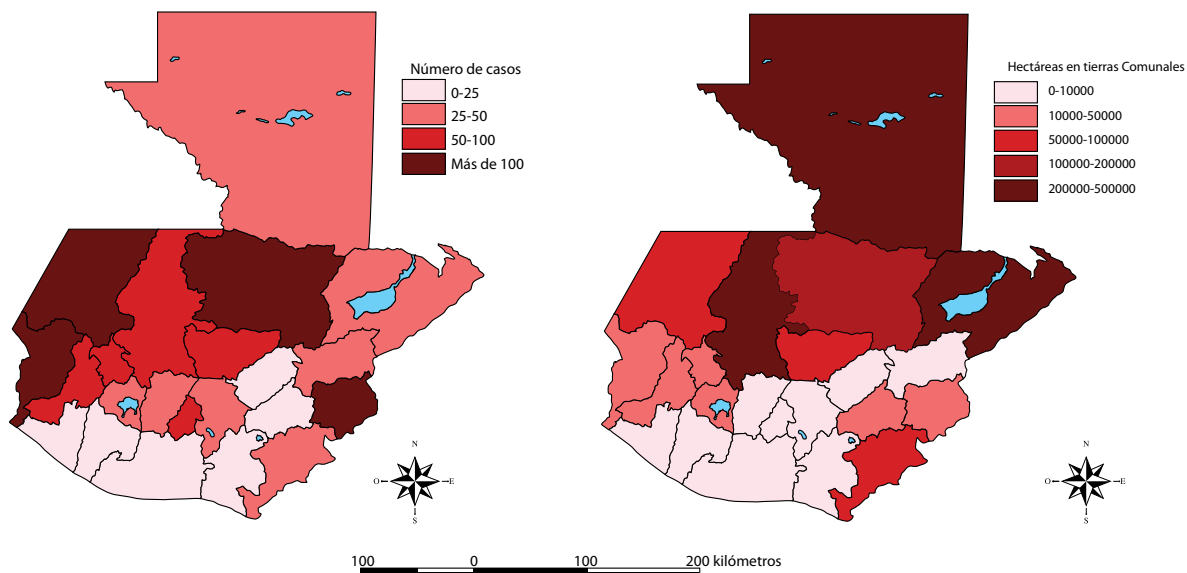 Número de casos
0-25
25-50
50-100
Más de 100
N
O
E
S
Hectáreas en tierras Comunales
0-10000
10000-50000
50000-100000
100000-200000
200000-500000
N
O
E
S
100 0 100 200 kilómetros